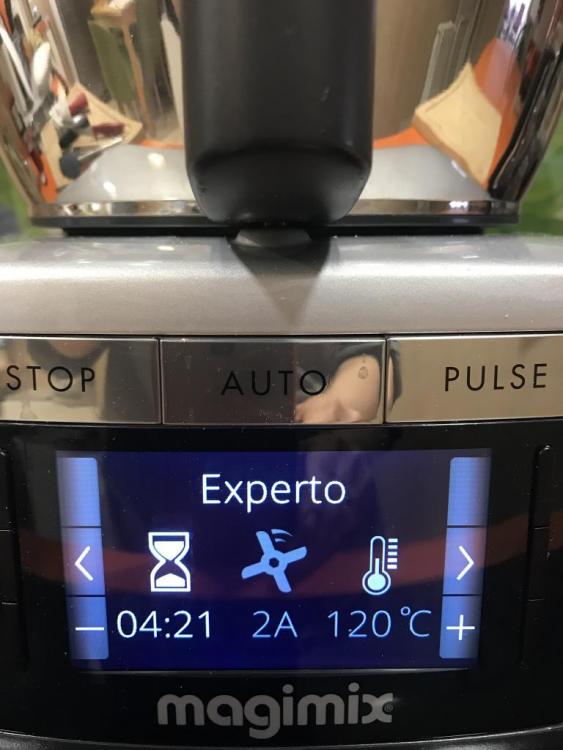 STOP AUTO PULSE
Experto
04:21 2A 120°C
magimix